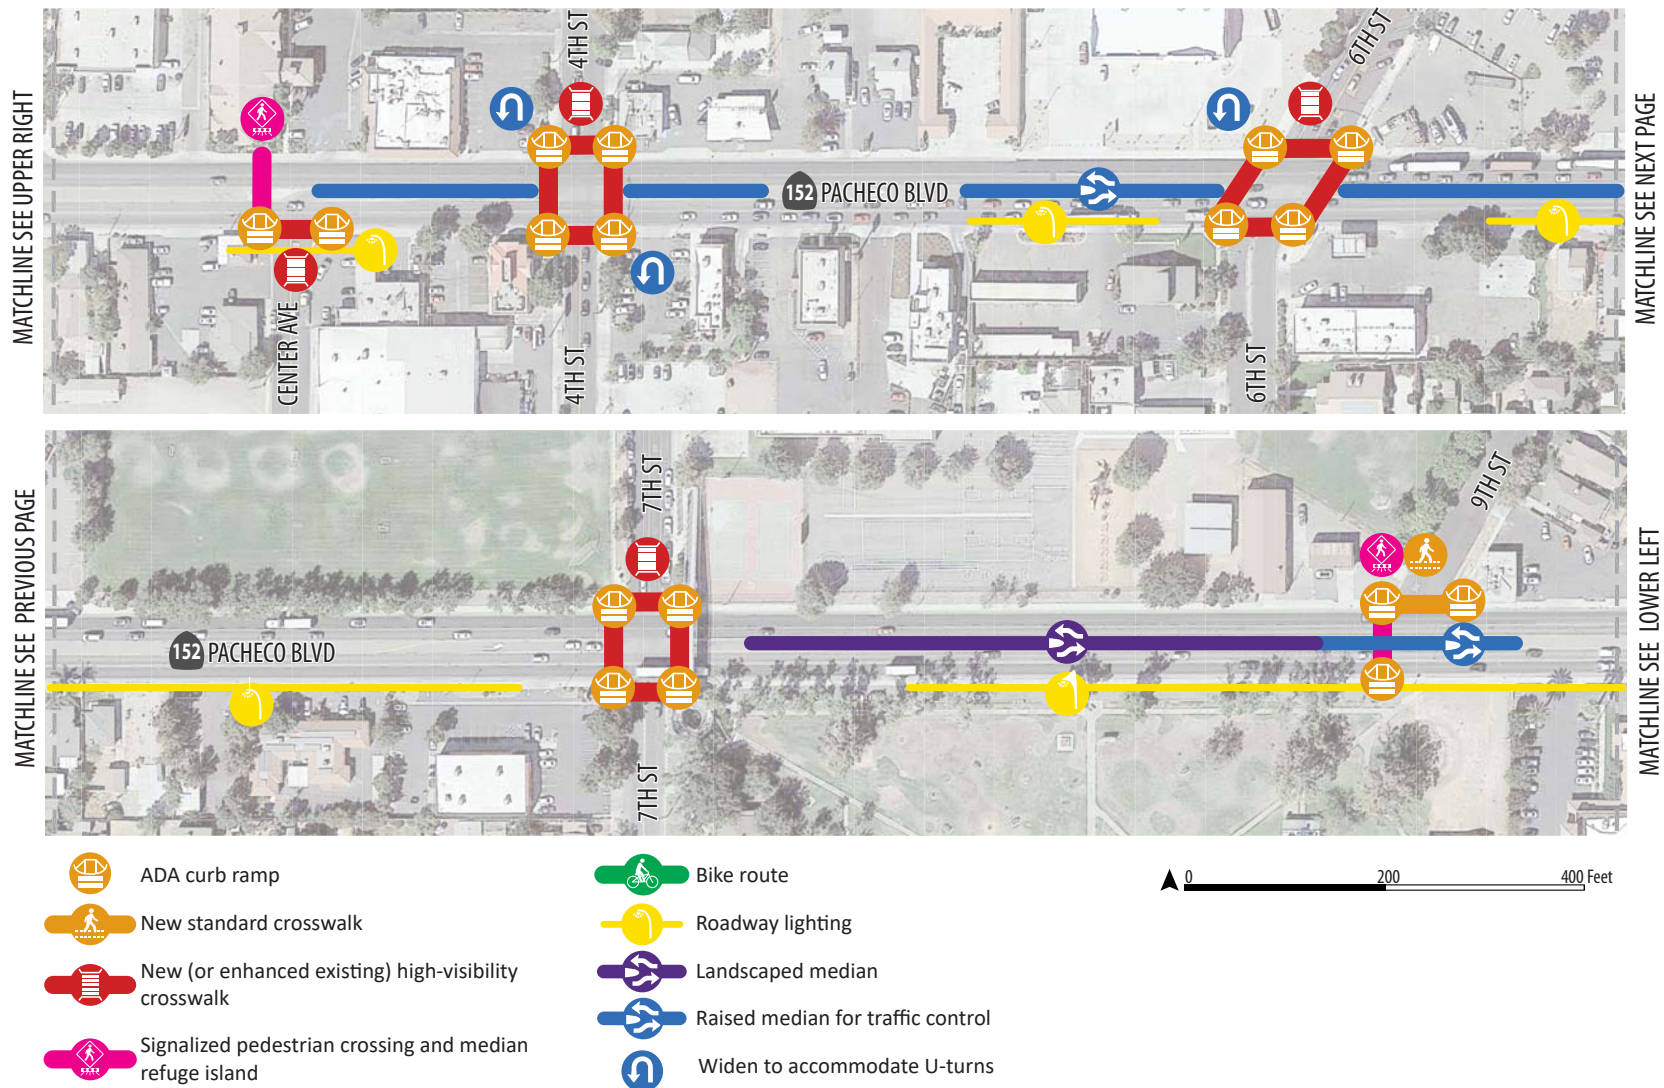 MATCHLINE SEE UPPER RIGHT
4TH ST
6TH ST
152 PACHECO BLVD
CENTER AVE
4TH ST
6TH ST
MATCHLINE SEE NEXT PAGE
MATCHLINE SEE PREVIOUS PAGE
7TH ST
9TH ST
152 PACHECO BLVD
7TH ST
MATCHLINE SEE LOWER LEFT
ADA curb ramp
New standard crosswalk
New (or enhanced existing) high-visibility
crosswalk
Signalized pedestrian crossing and median
refuge island
Bike route
Roadway lighting
Landscaped median
Raised median for traffic control
Widen to accommodate U-turns
0 200 400 Feet